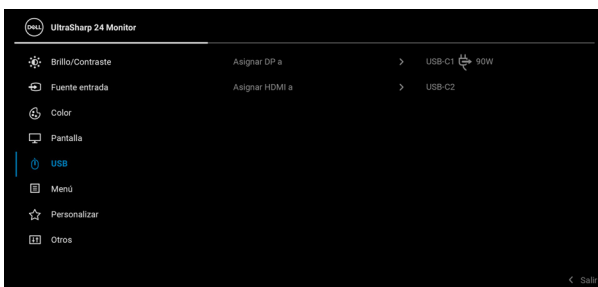 DELL UltraSharp 24 Monitor
Brillo/Contraste Asignar DP a > USB-C1 90W
Fuente entrada Asignar HDMI a > USB-C2
Color
Pantalla
USB
Menú
Personalizar
Otros
< Salir